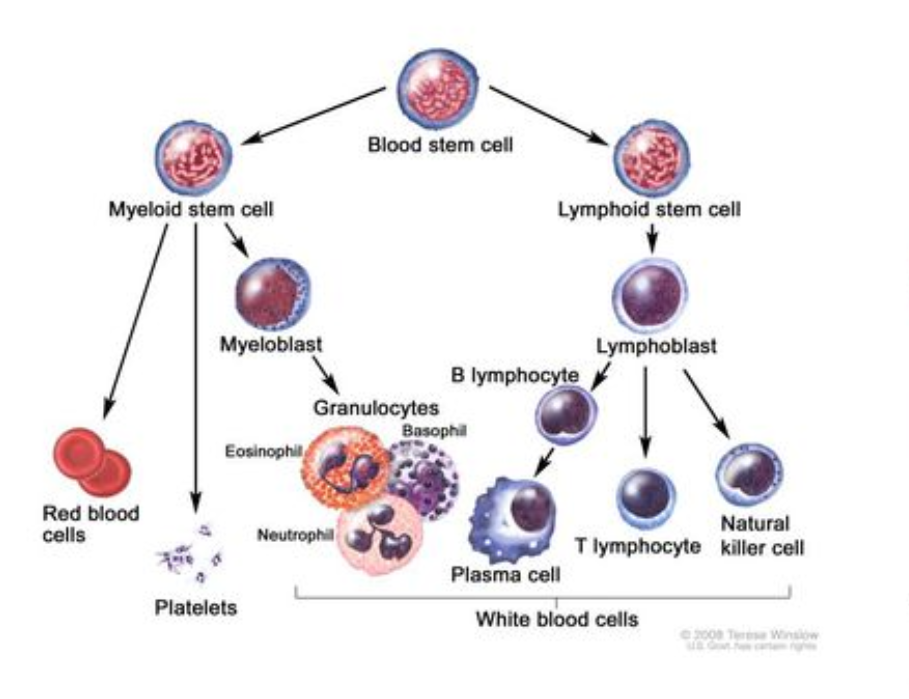 Blood stem cell
Myeloid stem cell
Lymphoid stem cell
Myeloblast
Lymphoblast
B lymphocyte
Granulocytes
Basophil
Eosinophil
Neutrophil
Red blood
cells
Natural
killer cell
T lymphocyte
Plasma cell
Platelets
White blood cells
© 2008 Terese Winslow
U.S. Govt. has certain rights